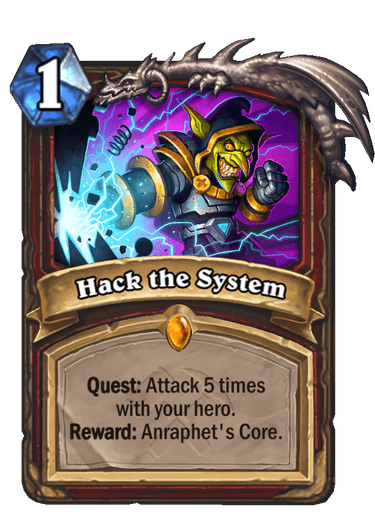 1
Hack the System
Quest: Attack 5 times
with your hero.
Reward: Anraphet's Core.